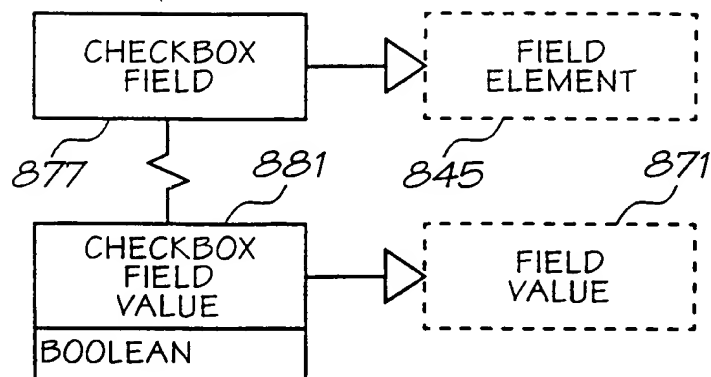 CHECKBOX
FIELD
FIELD
ELEMENT
877
881
845
871
CHECKBOX
FIELD
VALUE
FIELD
VALUE
BOOLEAN